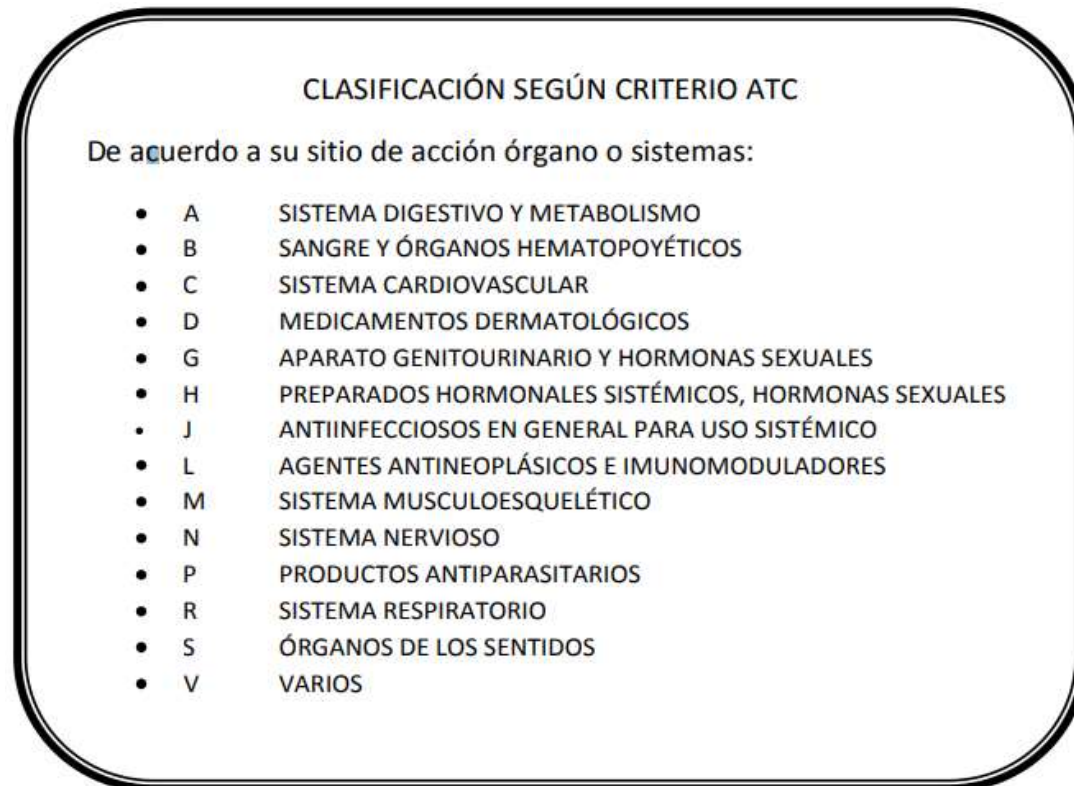 CLASIFICACIÓN SEGÚN CRITERIO ATC
De acuerdo a su sitio de acción órgano o sistemas:
• A SISTEMA DIGESTIVO Y METABOLISMO
• B SANGRE Y ÓRGANOS HEMATOPOYÉTICOS
• C SISTEMA CARDIOVASCULAR
• D MEDICAMENTOS DERMATOLÓGICOS
• G APARATO GENITOURINARIO Y HORMONAS SEXUALES
• H PREPARADOS HORMONALES SISTÉMICOS, HORMONAS SEXUALES
• J ANTIINFECCIOSOS EN GENERAL PARA USO SISTÉMICO
• L AGENTES ANTINEOPLÁSICOS E IMUNOMODULADORES
• M SISTEMA MUSCULOESQUELÉTICO
• N SISTEMA NERVIOSO
• P PRODUCTOS ANTIPARASITARIOS
• R SISTEMA RESPIRATORIO
• S ÓRGANOS DE LOS SENTIDOS
• V VARIOS